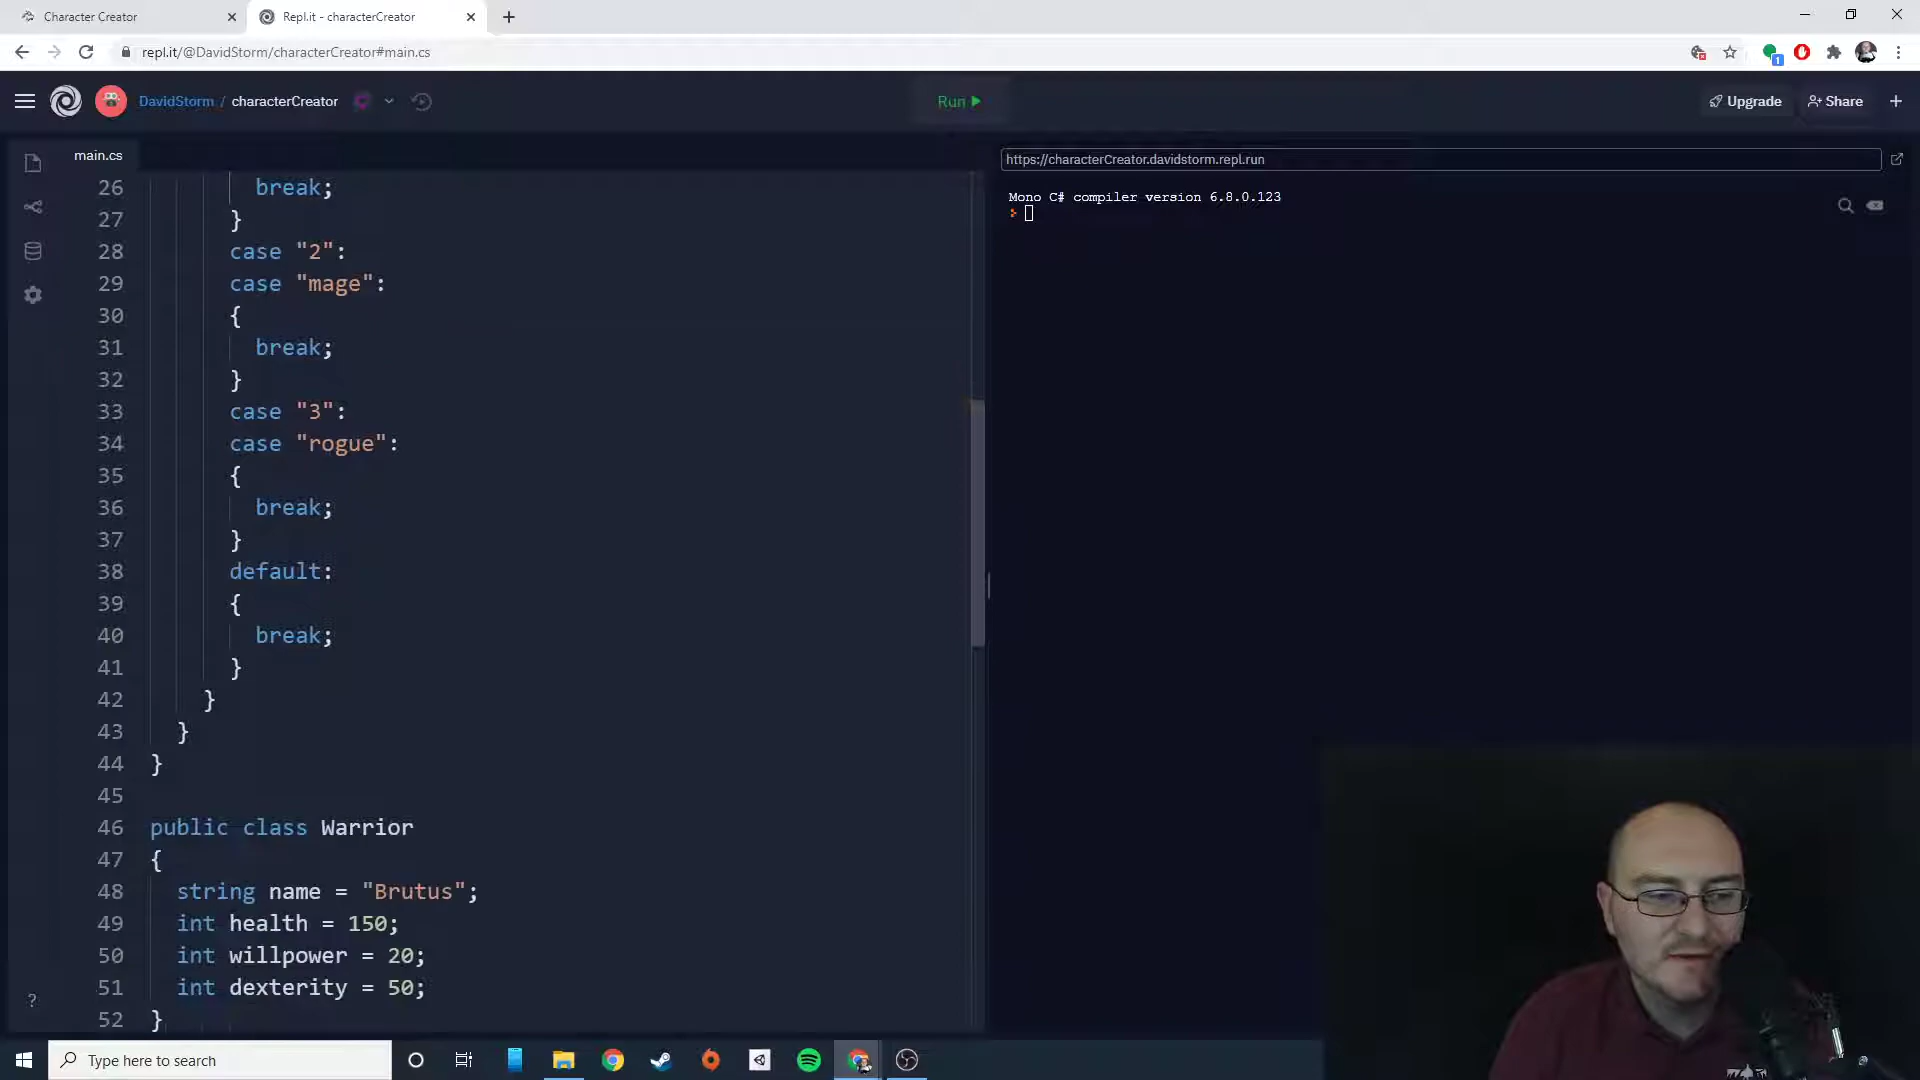 Character Creator
Repl.it - characterCreator
repl.it/@DavidStorm/characterCreator#main.cs
1
DavidStorm / characterCreator
Run
Upgrade
Share
main.cs
https://characterCreator.davidstorm.repl.run
Mono C# compiler version 6.8.0.123
26 break;
27 }
28 case "2":
29 case "mage":
30 {
31 break;
32 }
33 case "3":
34 case "rogue":
35 {
36 break;
37 }
38 default:
39 {
40 break;
41 }
42 }
43 }
44 }
45
46 public class Warrior
47 {
48 string name = "Brutus";
49 int health = 150;
50 int willpower = 20;
51 int dexterity = 50;
52 }
?
Type here to search